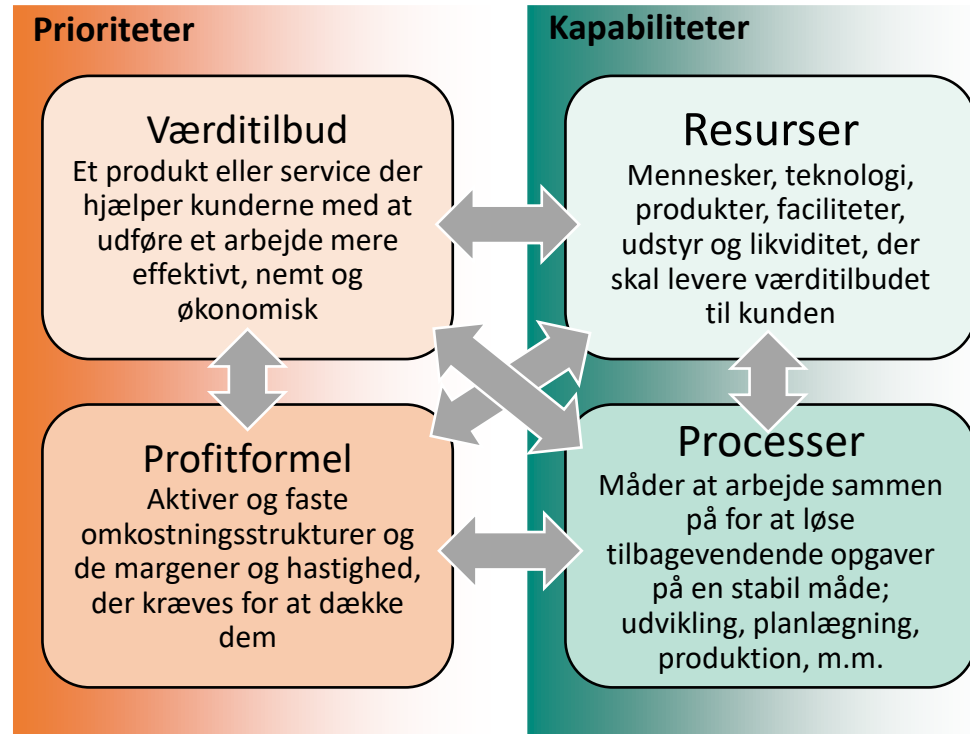 Prioriteter
Værditilbud
Et produkt eller service der
hjælper kunderne med at
udføre et arbejde mere
effektivt, nemt og
økonomisk
Profitformel
Aktiver og faste
omkostningsstrukturer og
de margener og hastighed,
der kræves for at dække
dem
Kapabiliteter
Resurser
Mennesker, teknologi,
produkter, faciliteter,
udstyr og likviditet, der
skal levere værditilbudet
til kunden
Processer
Måder at arbejde sammen
på for at løse
tilbagevendende opgaver
på en stabil måde;
udvikling, planlægning,
produktion, m.m.